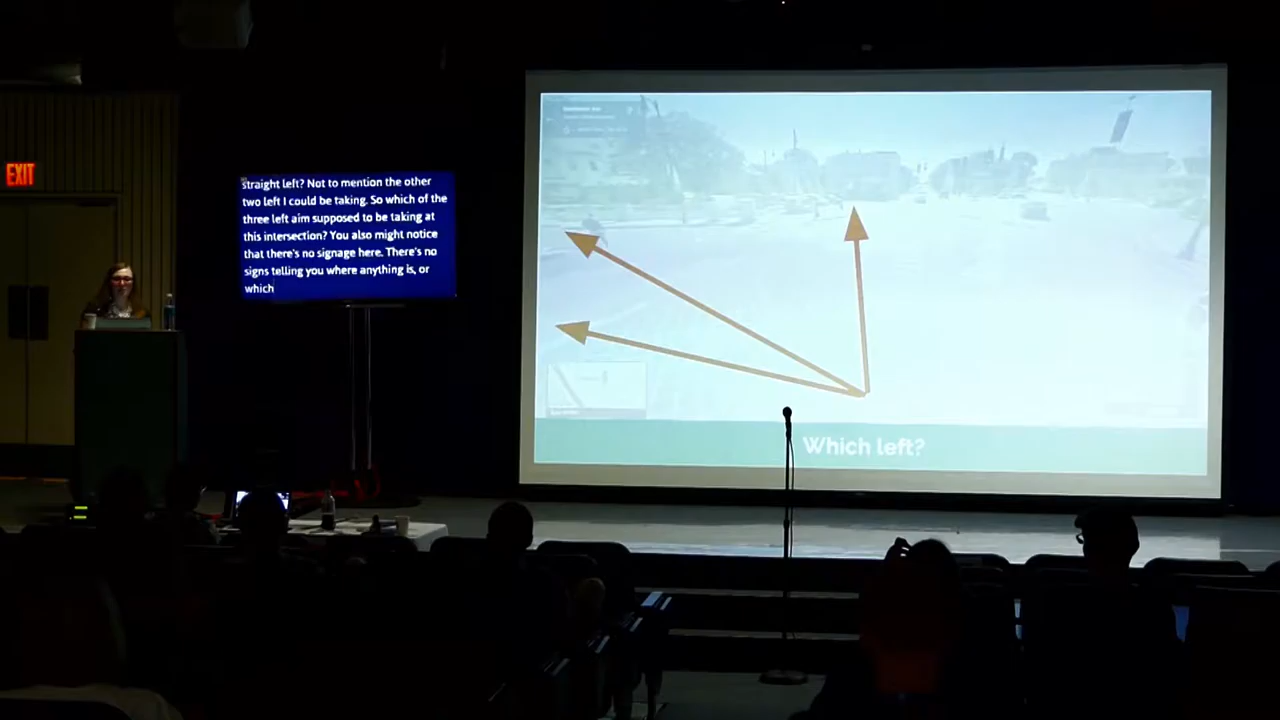 EXIT
straight left? Not to mention the other
two left I could be taking. So which of the
three left aim supposed to be taking at
this intersection? You also might notice
that there's no signage here. There's no
signs telling you where anything is, or
which
Which left?